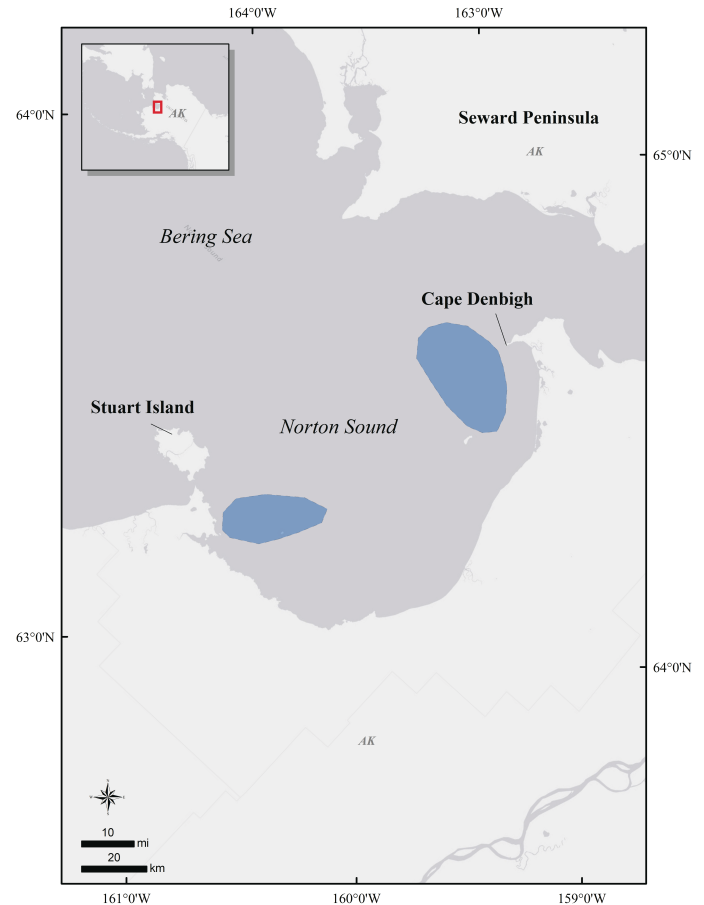 164°0'W
163°0'W
64°0'N
AK
Seward Peninsula
AK
65°0'N
Bering Sea
Cape Denbigh
Stuart Island
Norton Sound
63°0'N
64°0'N
AK
10
mi
20
km
161°0'W
160°0'W
159°0'W